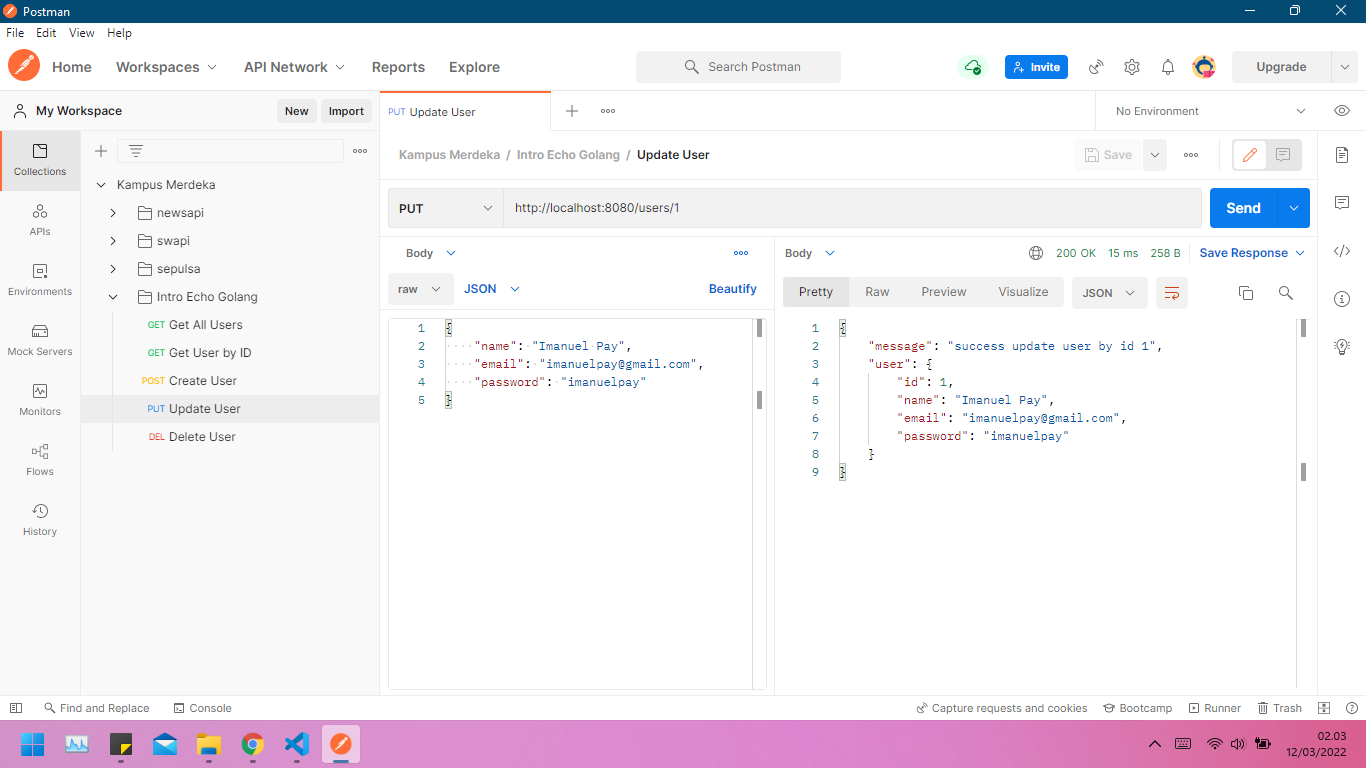 Postman
File Edit View Help
Home Workspaces API Network Reports Explore Search Postman Invite Upgrade
My Workspace New Import PUT Update User No Environment
Collections
APIs
Environments
Mock Servers
Monitors
Flows
History
Kampus Merdeka
newsapi
swapi
sepulsa
Intro Echo Golang
GET Get All Users
GET Get User by ID
POST Create User
PUT Update User
DEL Delete User
Kampus Merdeka / Intro Echo Golang / Update User Save
PUT http://localhost:8080/users/1 Send
Body
raw JSON Beautify
1 {
2 "name": "Imanuel Pay",
3 "email": "imanuelpay@gmail.com",
4 "password": "imanuelpay"
5 }
Body 200 OK 15 ms 258 B Save Response
Pretty Raw Preview Visualize JSON
1 {
2 "message": "success update user by id 1",
3 "user": {
4 "id": 1,
5 "name": "Imanuel Pay",
6 "email": "imanuelpay@gmail.com",
7 "password": "imanuelpay"
8 }
9 }
Find and Replace Console Capture requests and cookies Bootcamp Runner Trash
02.03
12/03/2022